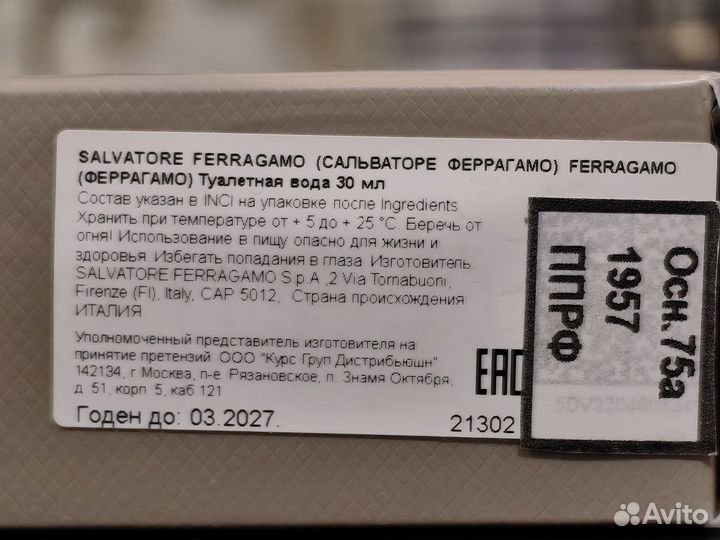 SALVATORE FERRAGAMO (САЛЬВАТОРЕ ФЕРРАГАМО) FERRAGAMO
(ФЕРРАГАМО) Туалетная вода 30 мл
Состав указан в INCI на упаковке после Ingredients.
Хранить при температуре от + 5 до + 25 °C. Беречь от
огня! Использование в пищу опасно для жизни и
здоровья. Избегать попадания в глаза. Изготовитель:
SALVATORE FERRAGAMO S.p.A.,2 Via Tornabuoni,
Firenze (FI), Italy, CAP 5012, Страна происхождения
ИТАЛИЯ
Уполномоченный представитель изготовителя на
принятие претензий ООО "Курс Груп Дистрибьюшн"
142134, г Москва, п-е Рязановское, п. Знамя Октября,
д. 51, корп. 5, каб 121
Годен до: 03.2027.
21302
EAC
Осн.75а
1957
ППРФ
Avito